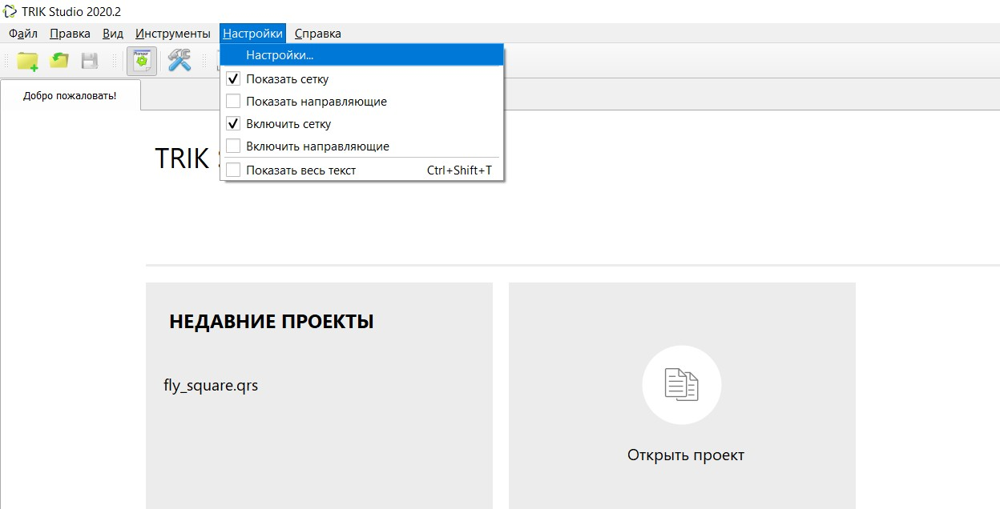 TRIK Studio 2020.2
Файл Правка Вид Инструменты Настройки Справка
Настройки...
Pioneer
Показать сетку
Добро пожаловать!
Показать направляющие
Включить сетку
Включить направляющие
TRIK
Показать весь текст Ctrl+Shift+T
НЕДАВНИЕ ПРОЕКТЫ
fly_square.qrs
Открыть проект